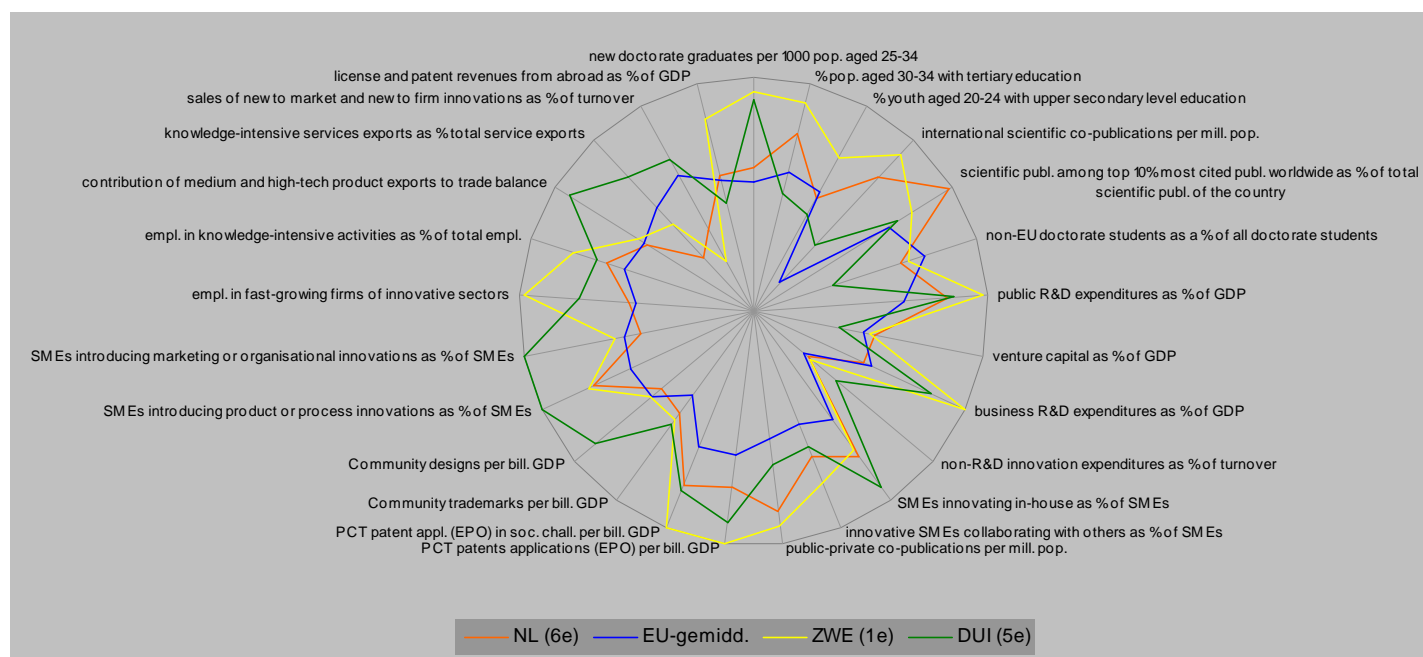 new doctorate graduates per 1000 pop. aged 25-34
license and patent revenues from abroad as % of GDP
% pop. aged 30-34 with tertiary education
sales of new to market and new to firm innovations as % of turnover
% youth aged 20-24 with upper secondary level education
knowledge-intensive services exports as % total service exports
international scientific co-publications per mill. pop.
contribution of medium and high-tech product exports to trade balance
scientific publ. among top 10% most cited publ. worldwide as % of total
scientific publ. of the country
empl. in knowledge-intensive activities as % of total empl.
non-EU doctorate students as a % of all doctorate students
empl. in fast-growing firms of innovative sectors
public R&D expenditures as % of GDP
SMEs introducing marketing or organisational innovations as % of SMEs
venture capital as % of GDP
SMEs introducing product or process innovations as % of SMEs
business R&D expenditures as % of GDP
Community designs per bill. GDP
non-R&D innovation expenditures as % of turnover
Community trademarks per bill. GDP
SMEs innovating in-house as % of SMEs
PCT patent appl. (EPO) in soc. chall. per bill. GDP
innovative SMEs collaborating with others as % of SMEs
PCT patents applications (EPO) per bill. GDP
public-private co-publications per mill. pop.
NL (6e) EU-gemidd. ZWE (1e) DUI (5e)